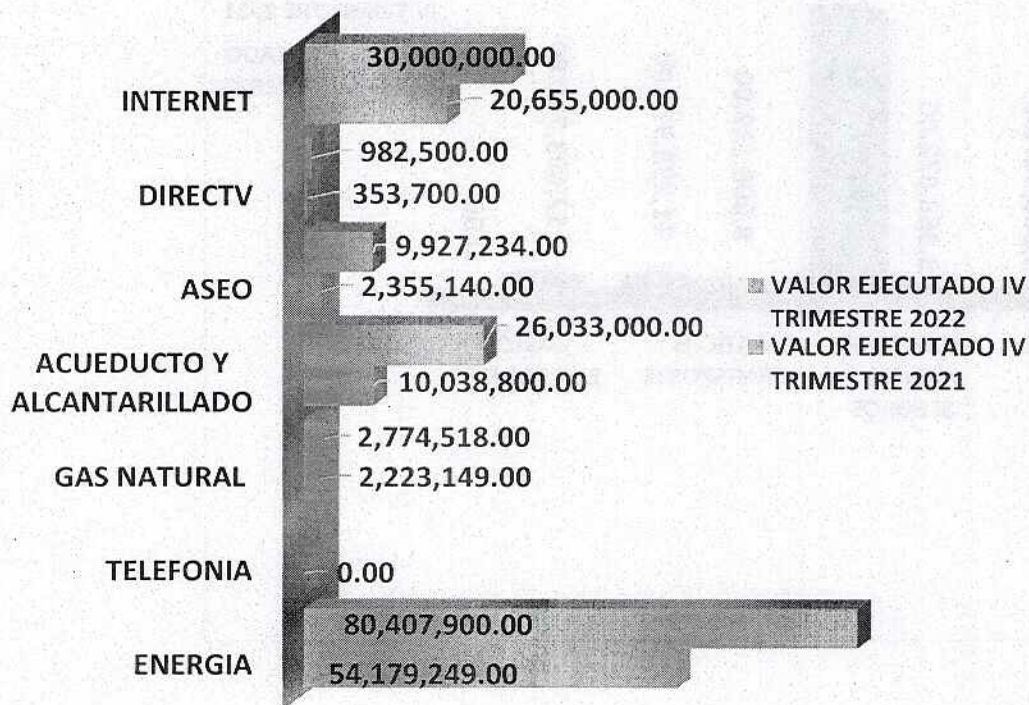 30,000,000.00
INTERNET
20,655,000.00
982,500.00
DIRECTV
353,700.00
9,927,234.00
ASEO
2,355,140.00
26,033,000.00
ACUEDUCTO Y
ALCANTARILLADO
10,038,800.00
2,774,518.00
GAS NATURAL
2,223,149.00
TELEFONIA
0.00
80,407,900.00
ENERGIA
54,179,249.00
VALOR EJECUTADO IV
TRIMESTRE 2022
VALOR EJECUTADO IV
TRIMESTRE 2021